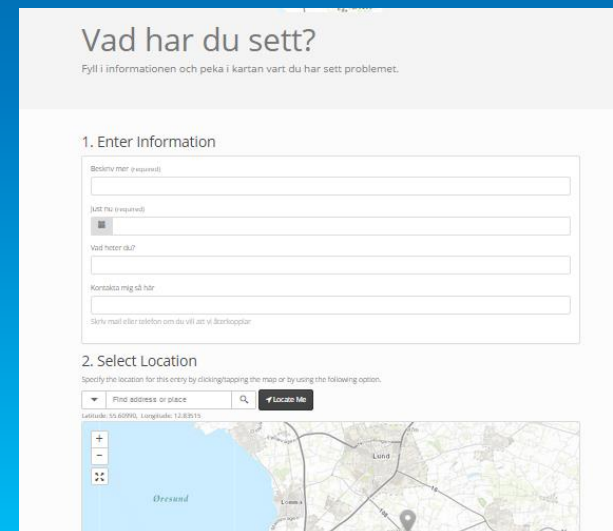 Vad har du sett?
Fyll i informationen och peka i kartan vart du har sett problemet.
1. Enter Information
Beskriv mer (required)
Just nu (required)
Vad heter du?
Kontakta mig så här
Skriv mail eller telefon om du vill att vi återkopplar
2. Select Location
Specify the location for this entry by clicking/tapping the map or by using the following option.
Find address or place
Locate Me
Latitude: 55.60990, Longitude: 12.83515
+
Lund
−
Øresund
Lomma
108